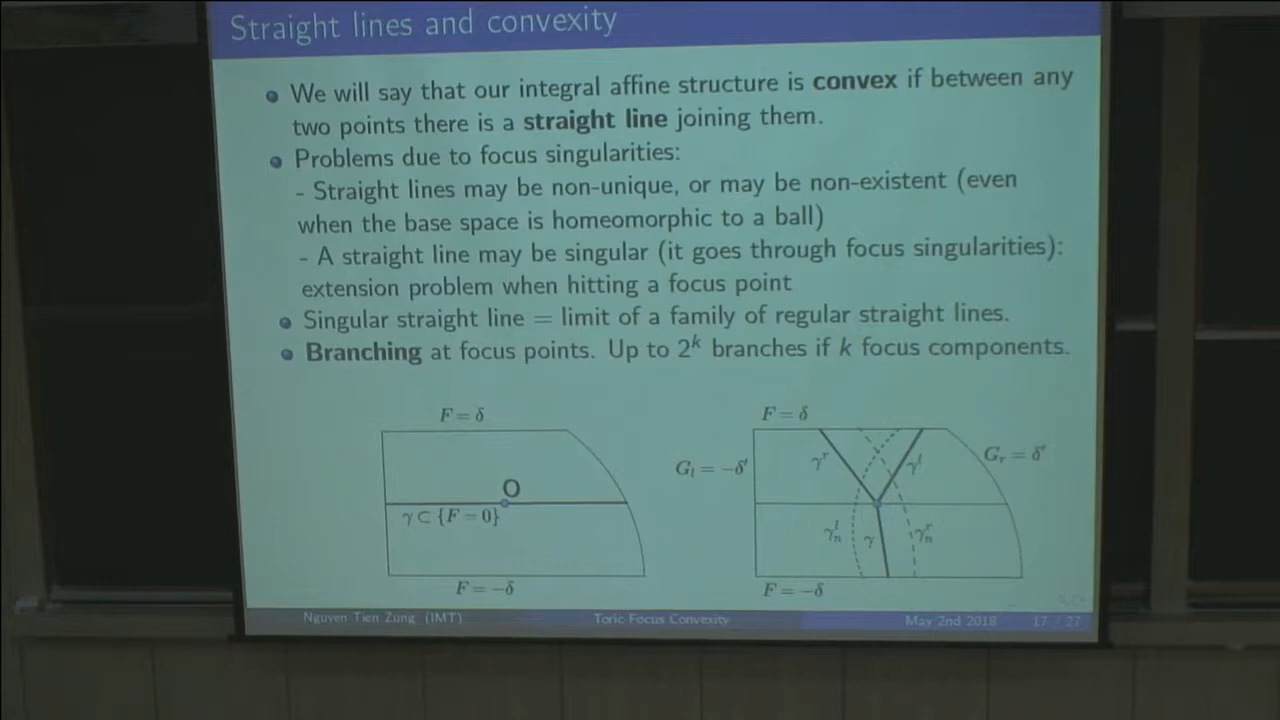 Straight lines and convexity
We will say that our integral affine structure is convex if between any
two points there is a straight line joining them.
Problems due to focus singularities:
- Straight lines may be non-unique, or may be non-existent (even
when the base space is homeomorphic to a ball)
- A straight line may be singular (it goes through focus singularities):
extension problem when hitting a focus point
Singular straight line = limit of a family of regular straight lines.
Branching at focus points. Up to 2^k branches if k focus components.
F = δ
O
γ ⊂ {F = 0}
F = −δ
F = δ
G_l = −δ'
G_r = δ'
γ^r
γ^l
γ_n^l
γ
γ_n^r
F = −δ
Nguyen Tien Zung (IMT)
Toric-Focus Convexity
May 2nd 2018
17 / 27